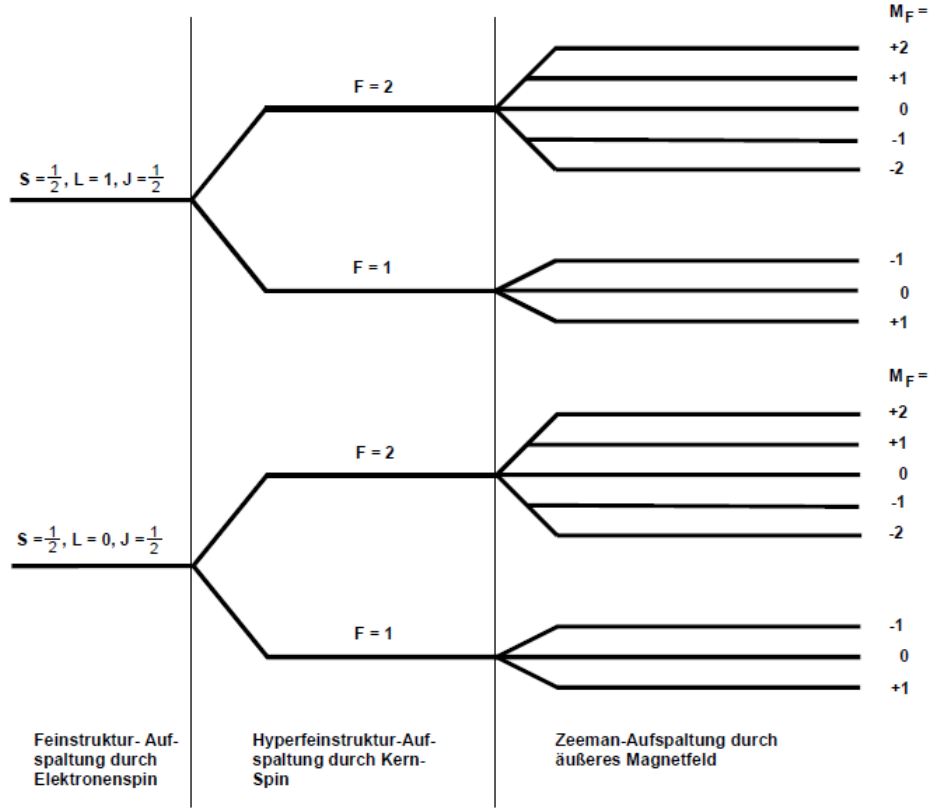 M F =
+2
+1
0
-1
-2
F = 2
S = 1/2, L = 1, J = 1/2
F = 1
-1
0
+1
M F =
+2
+1
0
-1
-2
F = 2
S = 1/2, L = 0, J = 1/2
F = 1
-1
0
+1
Feinstruktur- Auf-
spaltung durch
Elektronenspin
Hyperfeinstruktur-Auf-
spaltung durch Kern-
Spin
Zeeman-Aufspaltung durch
äußeres Magnetfeld